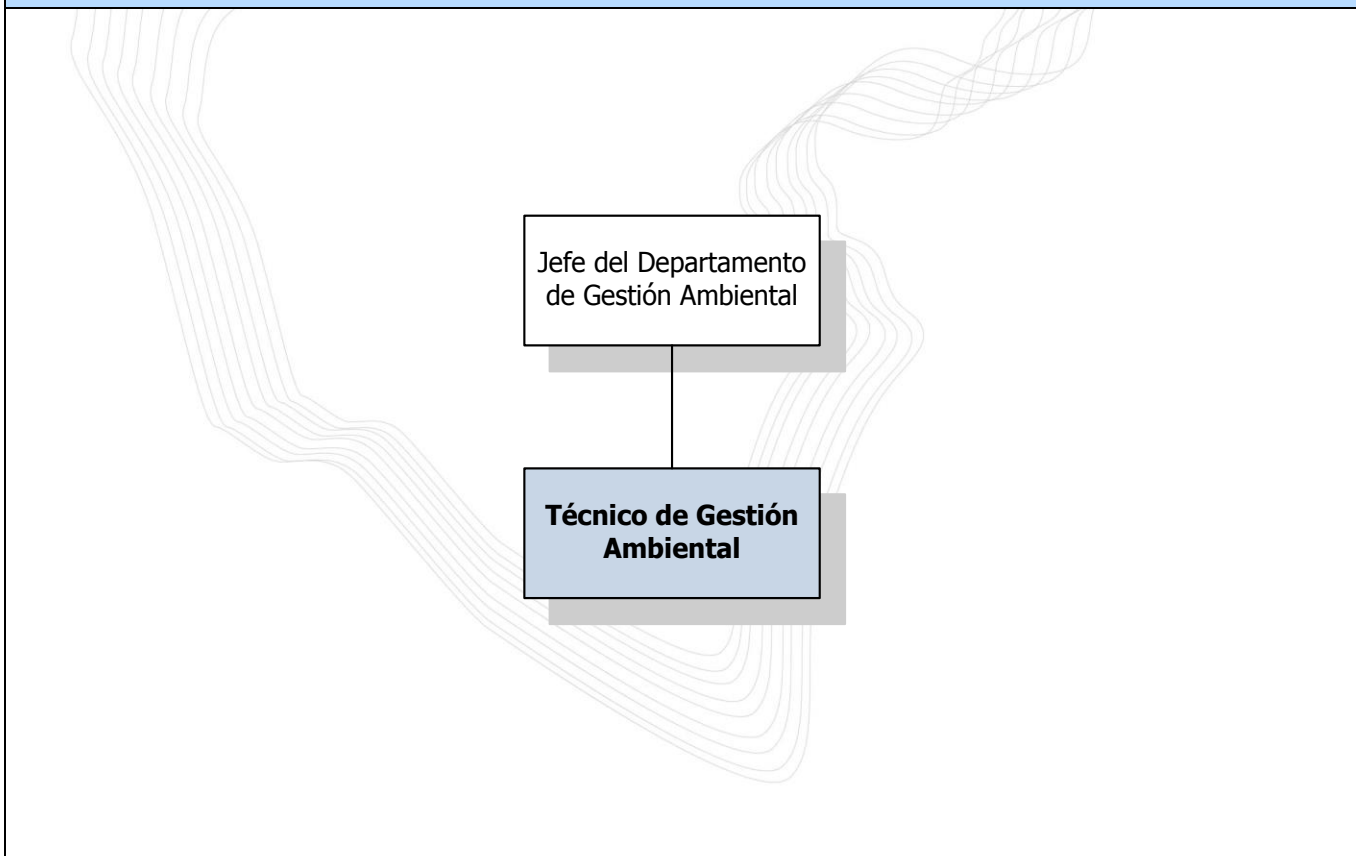 Jefe del Departamento
de Gestión Ambiental
Técnico de Gestión
Ambiental